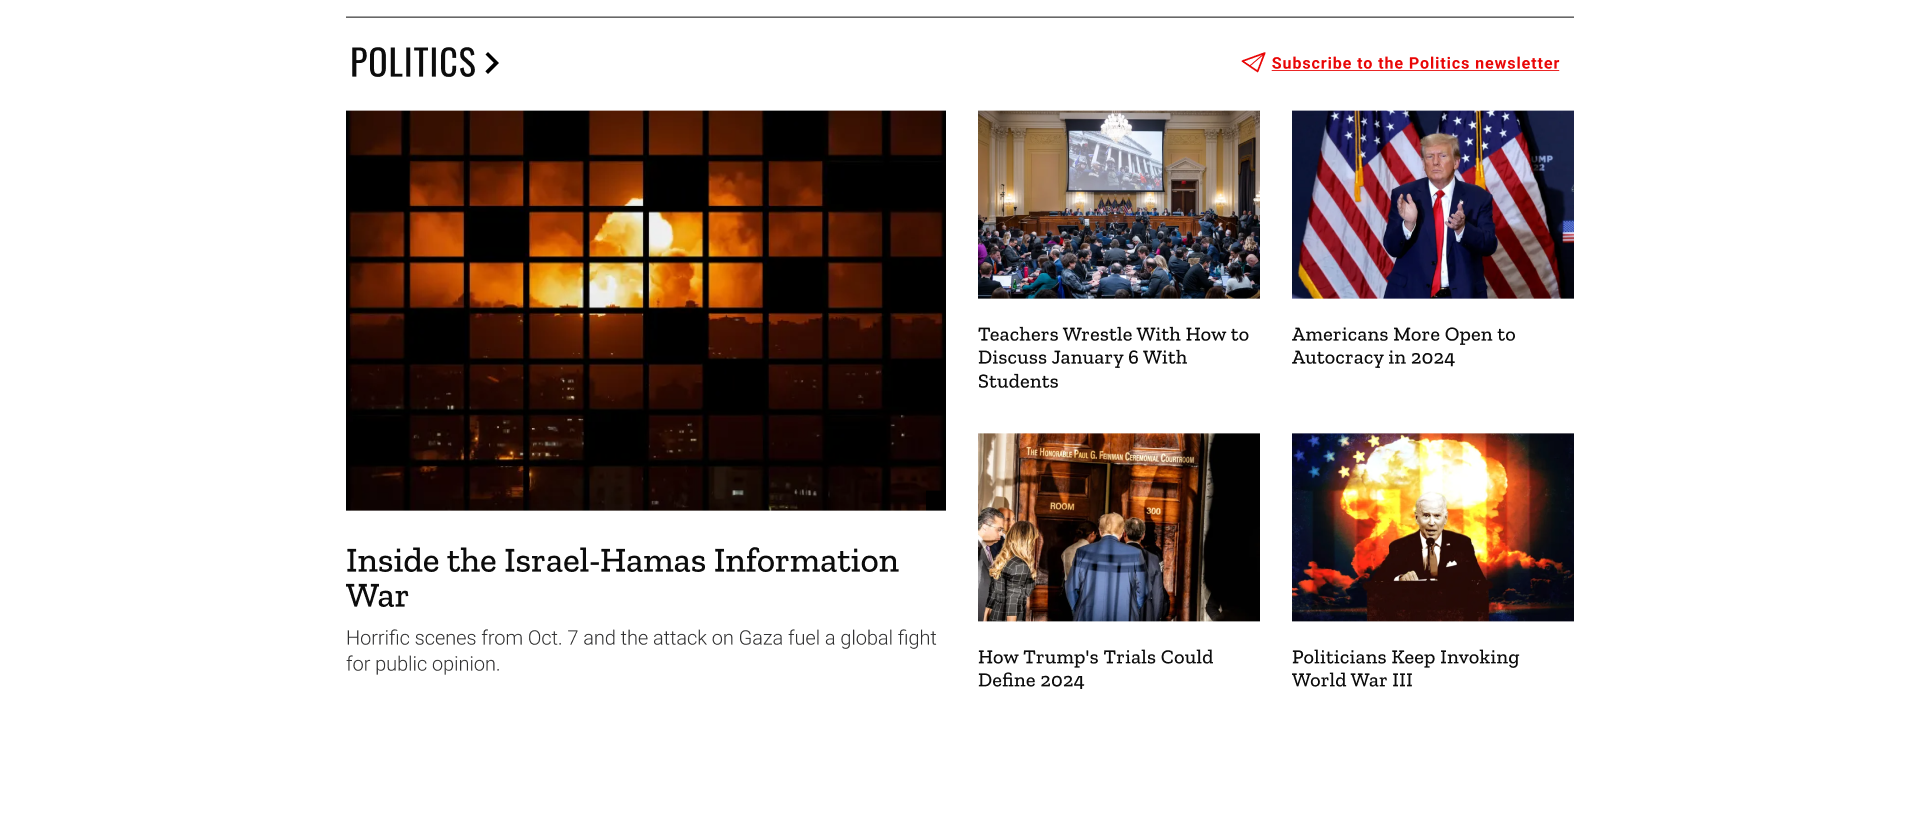 POLITICS
Subscribe to the Politics newsletter
UMP
22
Teachers Wrestle With How to
Discuss January 6 With
Students
Americans More Open to
Autocracy in 2024
THE HONORABLE PAUL G. FEINMAN CEREMONIAL COURTROOM
ROOM
300
Inside the Israel-Hamas Information
War
Horrific scenes from Oct. 7 and the attack on Gaza fuel a global fight
for public opinion.
How Trump's Trials Could
Define 2024
Politicians Keep Invoking
World War III